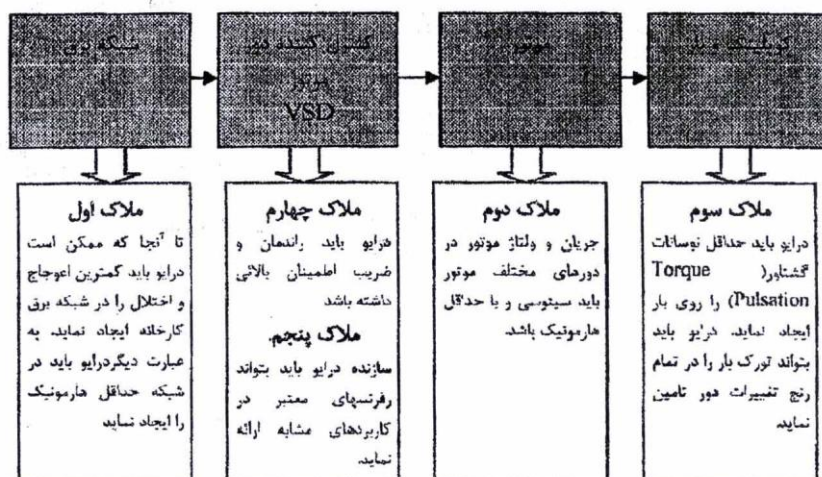 شبکه برق
ملاک اول
تا آنجا که ممکن است
درایو باید کمترین اعوجاج
و اختلال را در شبکه برق
کارخانه ایجاد نماید. به
عبارت دیگردرایو باید در
شبکه حداقل هارمونیک
را ایجاد نماید
کنترل کننده دور
موتور
VSD
ملاک چهارم
درایو باید راندمان و
ضریب اطمینان بالائی
داشته باشد
ملاک پنجم
سازنده درایو باید بتواند
رفرنسهای معتبر در
کاربردهای مشابه ارائه
نماید.
موتور
ملاک دوم
جریان و ولتاژ موتور در
دورهای مختلف موتور
باید سینوسی و با حداقل
هارمونیک باشد.
کوپلینگ و بار
ملاک سوم
درایو باید حداقل نوسانات
گشتاور( Torque
Pulsation) را روی بار
ایجاد نماید. درایو باید
بتواند تورک بار را در تمام
رنج تغییرات دور تامین
نماید.